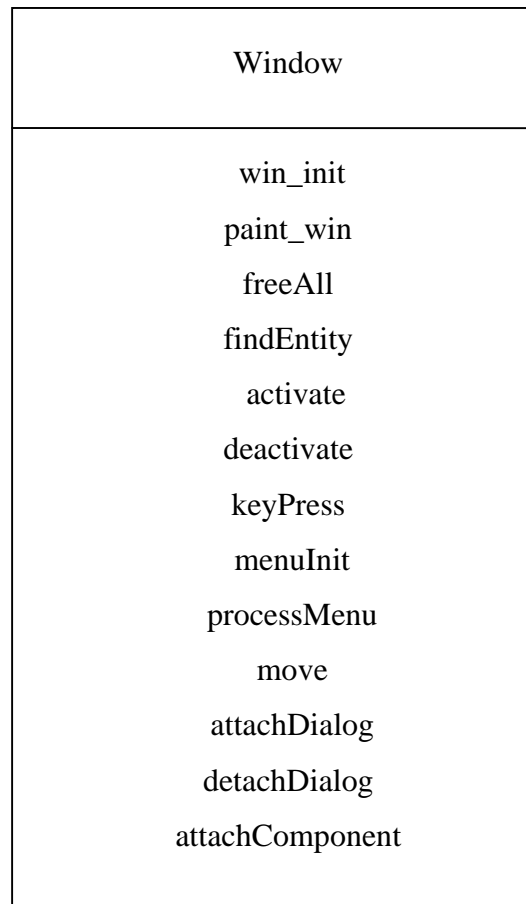 Window
win_init
paint_win
freeAll
findEntity
activate
deactivate
keyPress
menuInit
processMenu
move
attachDialog
detachDialog
attachComponent